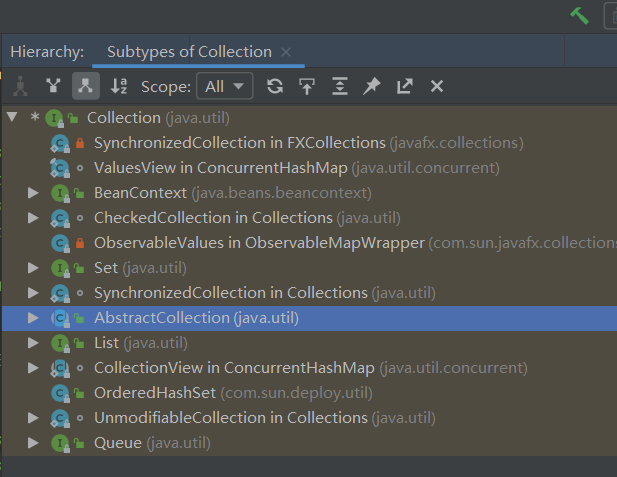 Hierarchy: Subtypes of Collection
Scope: All
* Collection (java.util)
SynchronizedCollection in FXCollections (javafx.collections)
ValuesView in ConcurrentHashMap (java.util.concurrent)
BeanContext (java.beans.beancontext)
CheckedCollection in Collections (java.util)
ObservableValues in ObservableMapWrapper (com.sun.javafx.collections
Set (java.util)
SynchronizedCollection in Collections (java.util)
AbstractCollection (java.util)
List (java.util)
CollectionView in ConcurrentHashMap (java.util.concurrent)
OrderedHashSet (com.sun.deploy.util)
UnmodifiableCollection in Collections (java.util)
Queue (java.util)